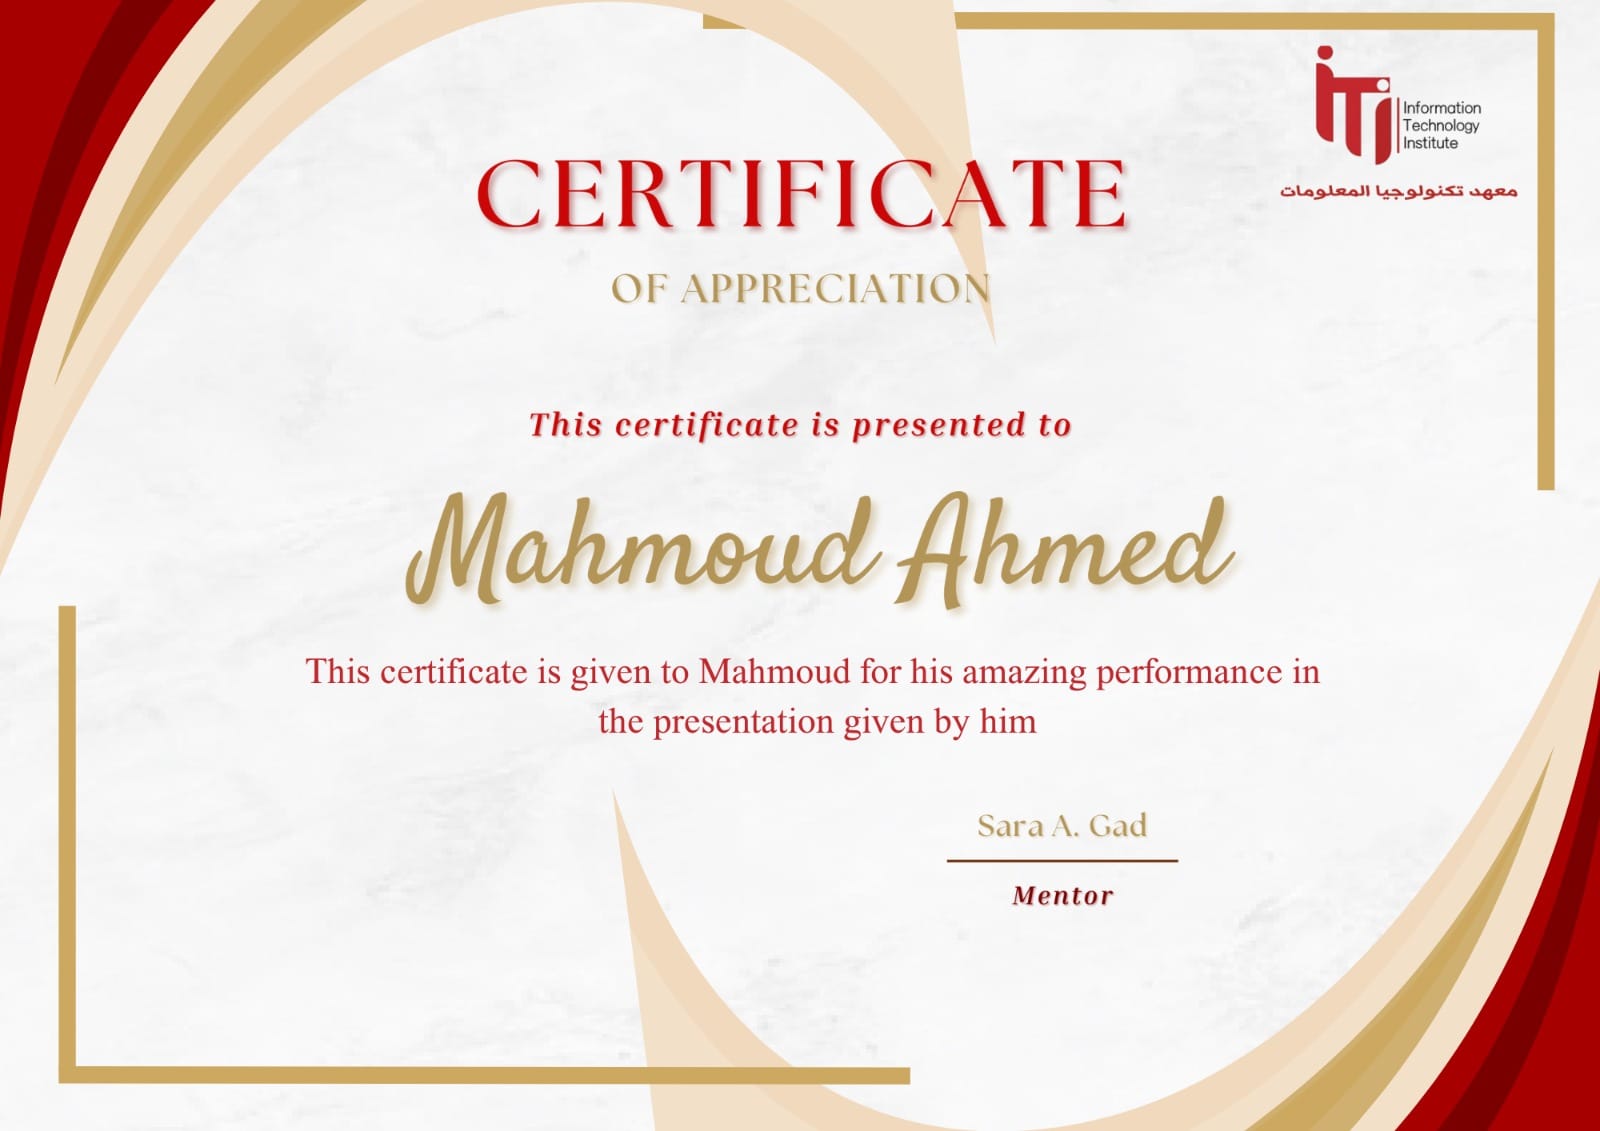 Information
Technology
Institute
معهد تكنولوجيا المعلومات
CERTIFICATE
OF APPRECIATION
This certificate is presented to
Mahmoud Ahmed
This certificate is given to Mahmoud for his amazing performance in
the presentation given by him
Sara A. Gad
Mentor